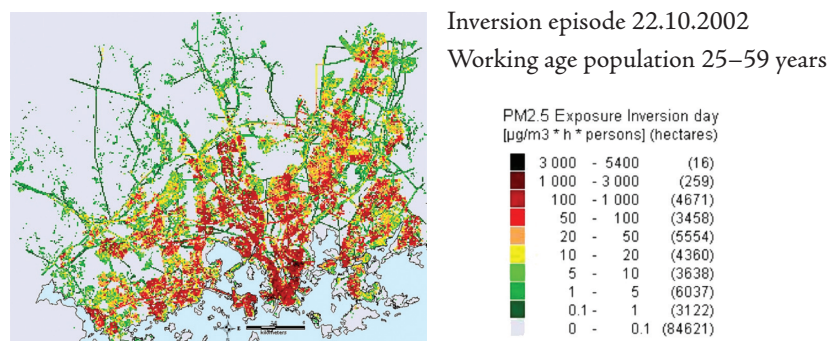 Inversion episode 22.10.2002
Working age population 25–59 years
PM2.5 Exposure Inversion day
[µg/m3 * h * persons] (hectares)
3 000 - 5400 (16)
1 000 - 3 000 (259)
100 - 1 000 (4671)
50 - 100 (3458)
20 - 50 (5554)
10 - 20 (4360)
5 - 10 (3638)
1 - 5 (6037)
0.1 - 1 (3122)
0 - 0.1 (84621)
kilometers